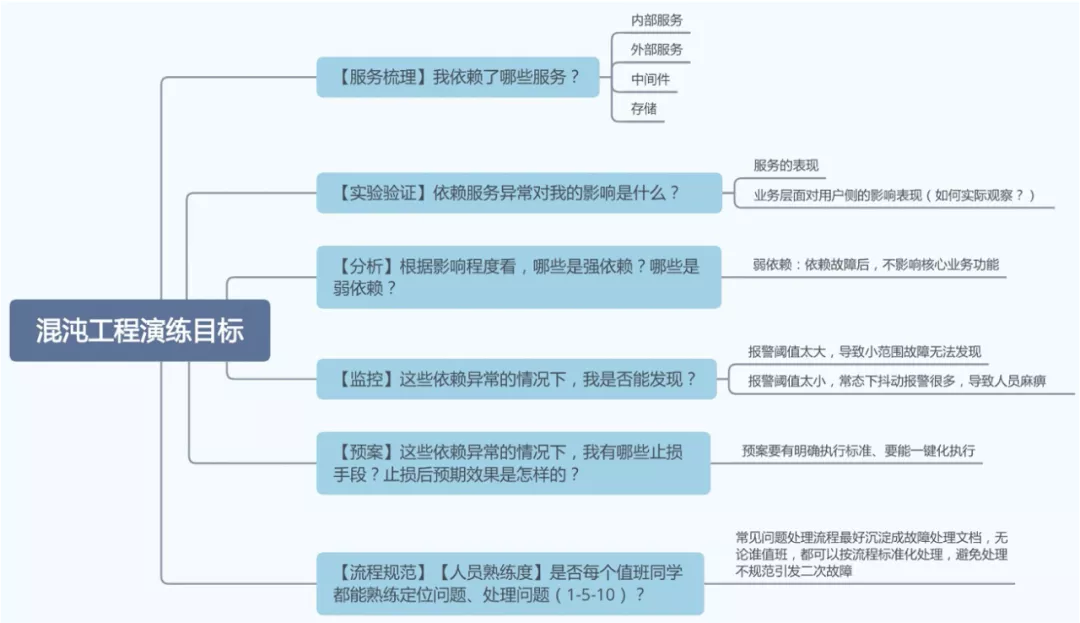 混沌工程演练目标
【服务梳理】我依赖了哪些服务？
内部服务
外部服务
中间件
存储
【实验验证】依赖服务异常对我的影响是什么？
服务的表现
业务层面对用户侧的影响表现（如何实际观察？）
【分析】根据影响程度看，哪些是强依赖？哪些是
弱依赖？
弱依赖：依赖故障后，不影响核心业务功能
【监控】这些依赖异常的情况下，我是否能发现？
报警阈值太大，导致小范围故障无法发现
报警阈值太小，常态下抖动报警很多，导致人员麻痹
【预案】这些依赖异常的情况下，我有哪些止损
手段？止损后预期效果是怎样的？
预案要有明确执行标准、要能一键化执行
【流程规范】【人员熟练度】是否每个值班同学
都能熟练定位问题、处理问题（1-5-10）？
常见问题处理流程最好沉淀成故障处理文档，无
论谁值班，都可以按流程标准化处理，避免处理
不规范引发二次故障